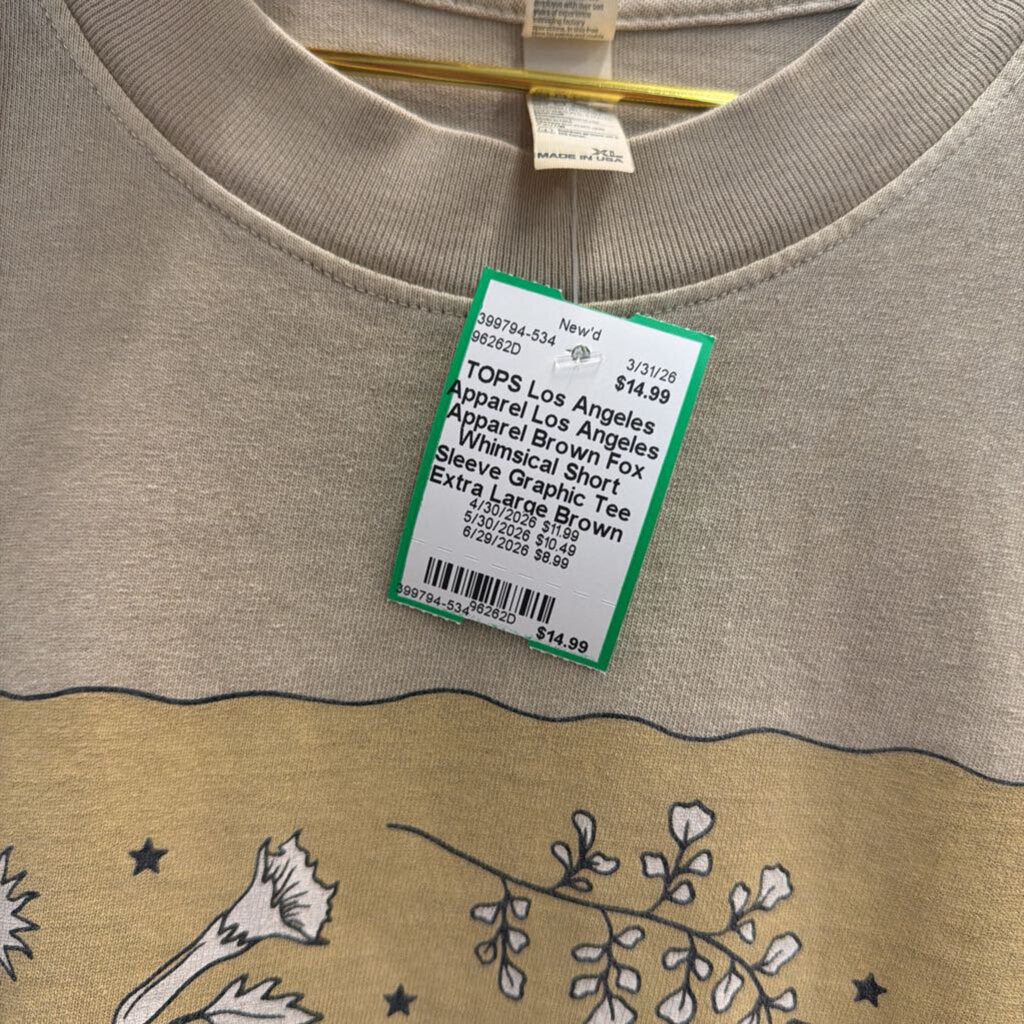 MADE IN USA
XL
New'd
399794-534
96262D
3/31/26
$14.99
TOPS Los Angeles
Apparel Los Angeles
Apparel Brown Fox
Whimsical Short
Sleeve Graphic Tee
Extra Large Brown
4/30/2026 $11.99
5/30/2026 $10.49
6/29/2026 $8.99
399794-534
96262D
$14.99